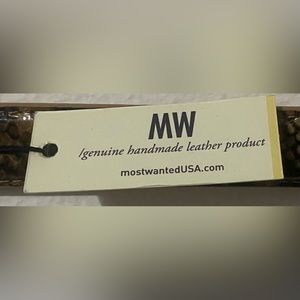 MW
/genuine handmade leather product
mostwantedUSA.com